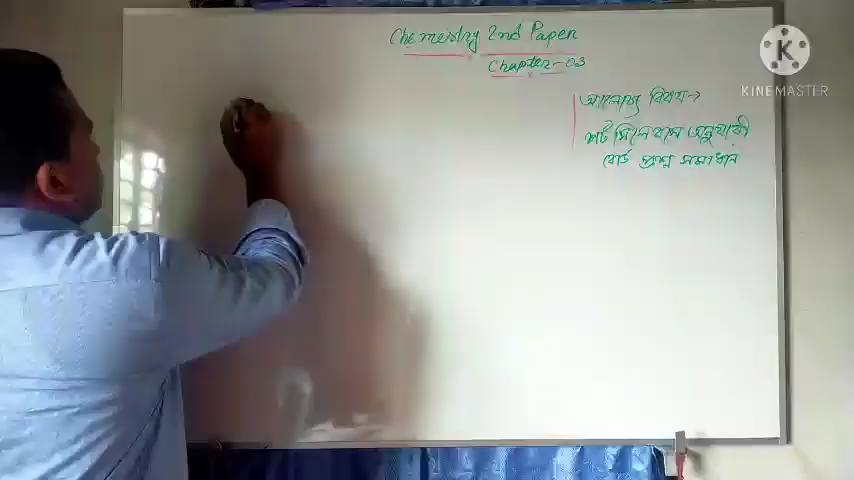 Chemistry 2nd Paper
Chapter-03
আলোচ্য বিষয়→
শর্ট সিলেবাস অনুযায়ী
বোর্ড প্রশ্ন সমাধান
KINEMASTER